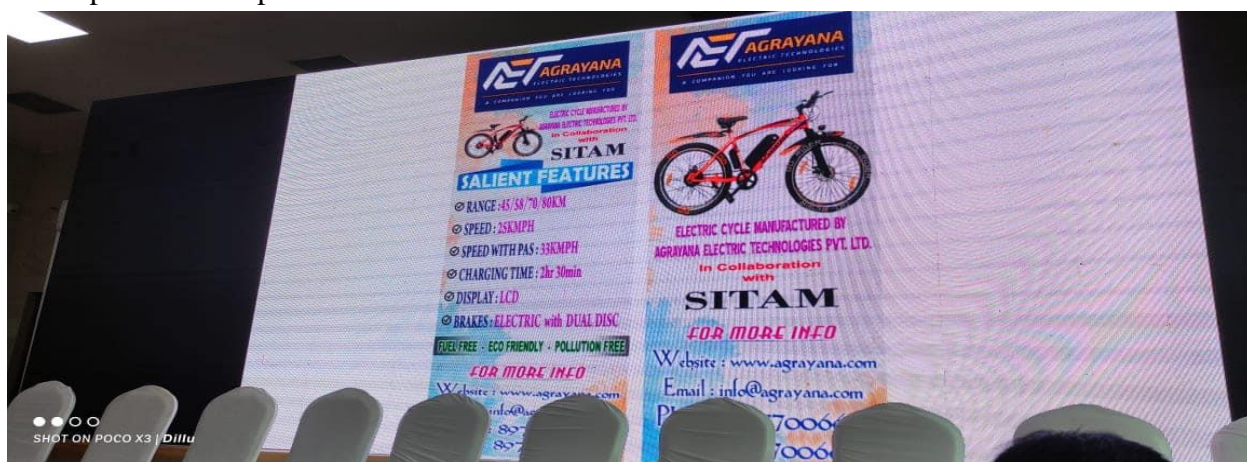 AGRAYANA
ELECTRIC TECHNOLOGIES
A COMPANION YOU ARE LOOKING FOR
ELECTRIC CYCLE MANUFACTURED BY
AGRAYANA ELECTRIC TECHNOLOGIES PVT. LTD.
In Collaboration
with
SITAM
SALIENT FEATURES
RANGE :45/58/70/80KM
SPEED : 25KMPH
SPEED WITH PAS : 33KMPH
CHARGING TIME : 2hr 30min
DISPLAY : LCD
BRAKES : ELECTRIC with DUAL DISC
FUEL FREE - ECO FRIENDLY - POLLUTION FREE
FOR MORE INFO
Website : www.agrayana.com
AGRAYANA
ELECTRIC TECHNOLOGIES
A COMPANION YOU ARE LOOKING FOR
ELECTRIC CYCLE MANUFACTURED BY
AGRAYANA ELECTRIC TECHNOLOGIES PVT. LTD.
In Collaboration
with
SITAM
FOR MORE INFO
Website : www.agrayana.com
Email : info@agrayana.com
SHOT ON POCO X3 | Dillu